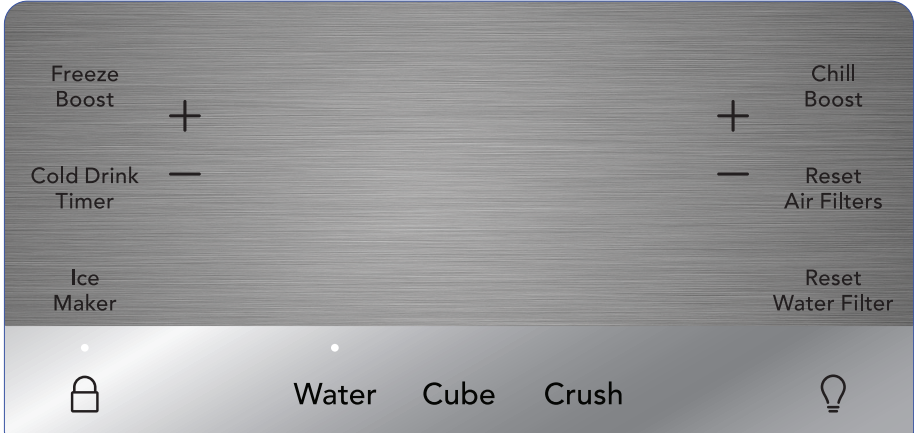 Freeze
Boost
+
Cold Drink
Timer
−
Ice
Maker
+
Chill
Boost
−
Reset
Air Filters
Reset
Water Filter
Water Cube Crush